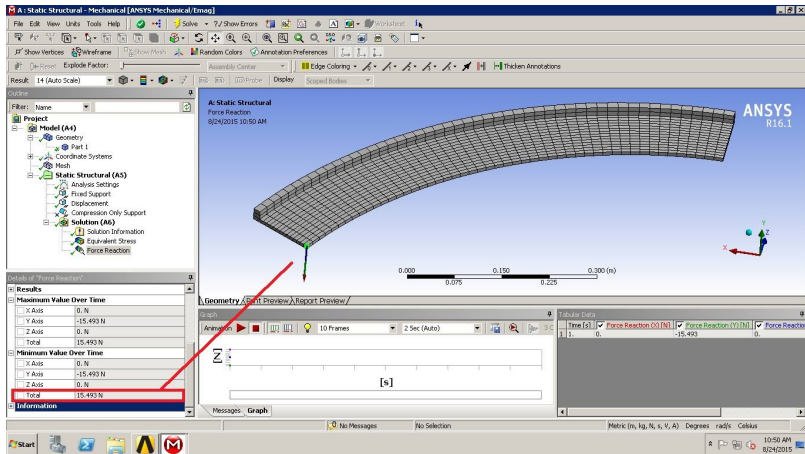 A : Static Structural - Mechanical [ANSYS Mechanical/Emag]
File Edit View Units Tools Help Solve ?/Show Errors Worksheet
Show Vertices Wireframe Show Mesh Random Colors Annotation Preferences
Reset Explode Factor: Assembly Center Edge Coloring Thicken Annotations
Result 14 (Auto Scale) Probe Display Scoped Bodies
Outline
Filter: Name
Project
Model (A4)
Geometry
Part 1
Coordinate Systems
Mesh
Static Structural (A5)
Analysis Settings
Fixed Support
Displacement
Compression Only Support
Solution (A6)
Solution Information
Equivalent Stress
Force Reaction
A: Static Structural
Force Reaction
8/24/2015 10:50 AM
ANSYS
R16.1
Y
Z
X
0.000 0.150 0.300 (m)
0.075 0.225
Geometry Print Preview Report Preview
Details of "Force Reaction"
Results
Maximum Value Over Time
X Axis 0. N
Y Axis -15.493 N
Z Axis 0. N
Total 15.493 N
Minimum Value Over Time
X Axis 0. N
Y Axis -15.493 N
Z Axis 0. N
Total 15.493 N
Information
Graph
Animation 10 Frames 2 Sec (Auto)
[N]
[s]
Messages Graph
Tabular Data
Time [s] Force Reaction (X) [N] Force Reaction (Y) [N] Force Reactio
1 1. 0. -15.493 0.
No Messages No Selection Metric (m, kg, N, s, V, A) Degrees rad/s Celsius
Start
10:50 AM
8/24/2015